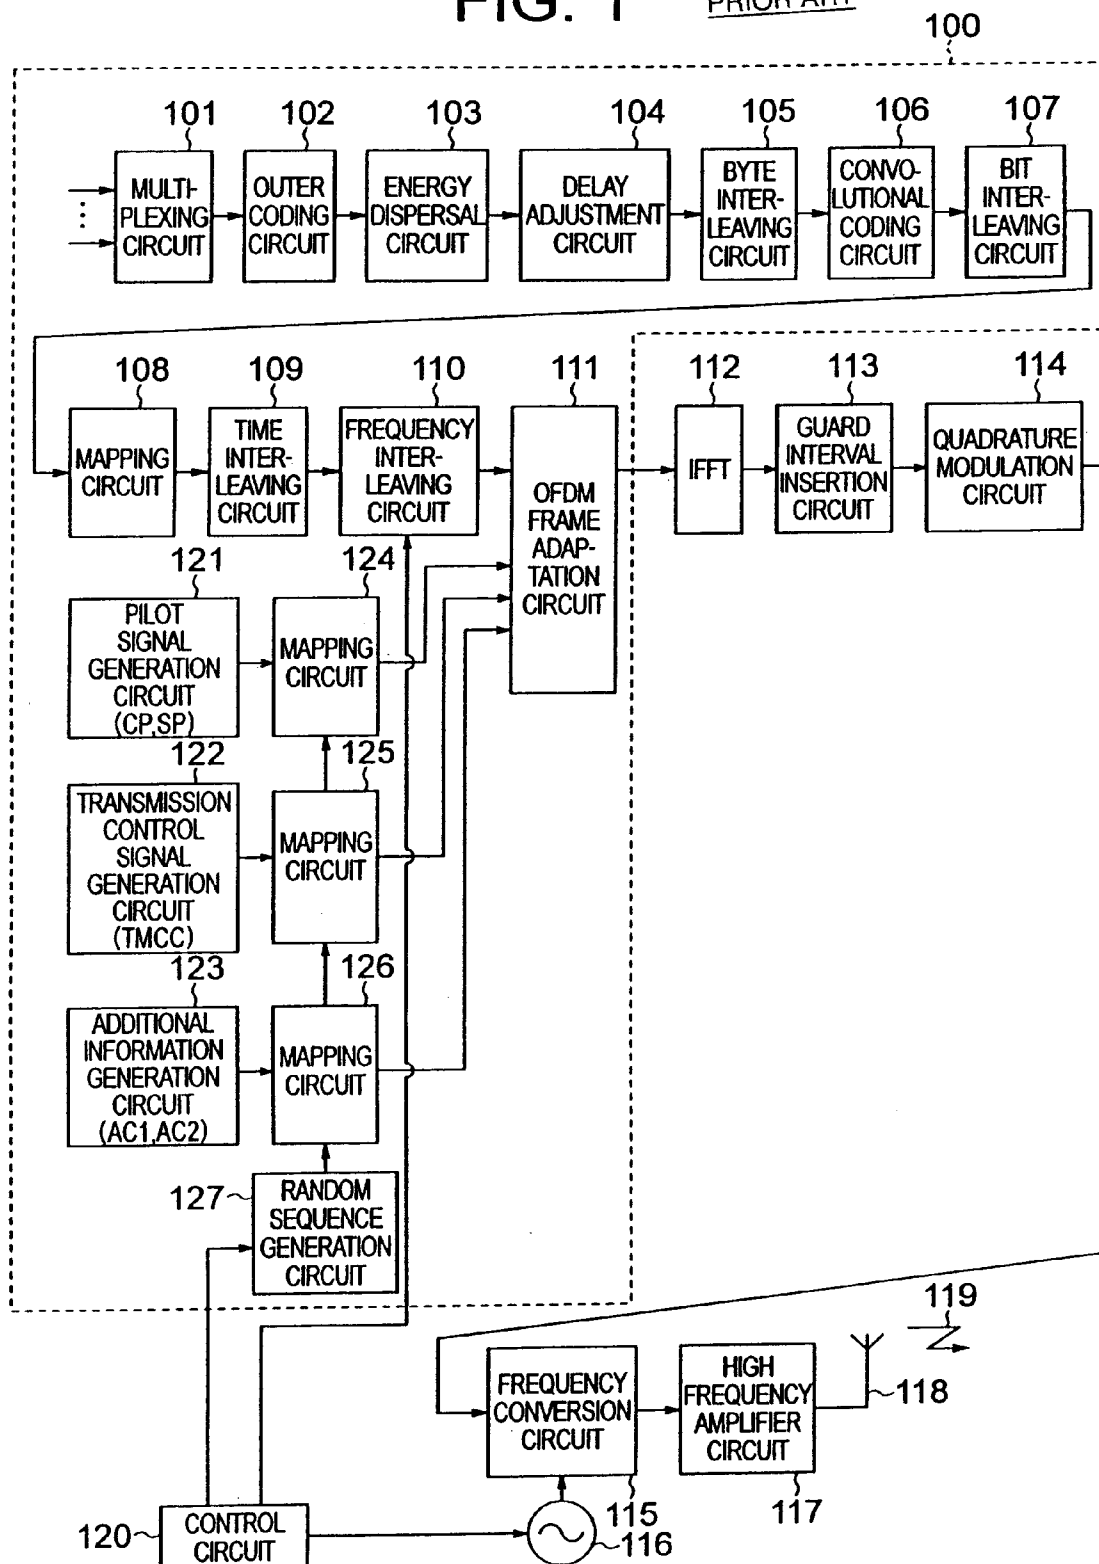 FIG. 1
PRIOR ART
100
101
102
103
104
105
106
107
MULTI-
PLEXING
CIRCUIT
OUTER
CODING
CIRCUIT
ENERGY
DISPERSAL
CIRCUIT
DELAY
ADJUSTMENT
CIRCUIT
BYTE
INTER-
LEAVING
CIRCUIT
CONVO-
LUTIONAL
CODING
CIRCUIT
BIT
INTER-
LEAVING
CIRCUIT
108
109
110
111
112
113
114
MAPPING
CIRCUIT
TIME
INTER-
LEAVING
CIRCUIT
FREQUENCY
INTER-
LEAVING
CIRCUIT
OFDM
FRAME
ADAP-
TATION
CIRCUIT
IFFT
GUARD
INTERVAL
INSERTION
CIRCUIT
QUADRATURE
MODULATION
CIRCUIT
121
124
PILOT
SIGNAL
GENERATION
CIRCUIT
(CP,SP)
MAPPING
CIRCUIT
122
125
TRANSMISSION
CONTROL
SIGNAL
GENERATION
CIRCUIT
(TMCC)
MAPPING
CIRCUIT
123
126
ADDITIONAL
INFORMATION
GENERATION
CIRCUIT
(AC1,AC2)
MAPPING
CIRCUIT
127
RANDOM
SEQUENCE
GENERATION
CIRCUIT
119
118
FREQUENCY
CONVERSION
CIRCUIT
HIGH
FREQUENCY
AMPLIFIER
CIRCUIT
115
117
116
120
CONTROL
CIRCUIT